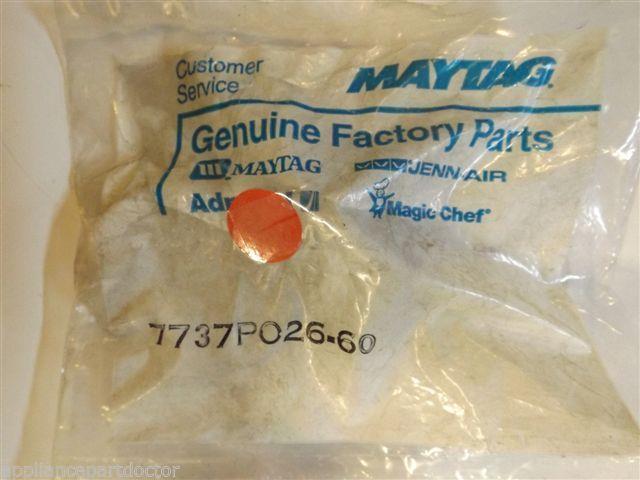 Customer
Service
MAYTAG
Genuine Factory Parts
MAYTAG
JENN-AIR
Magic Chef
7737P026-60
appliancepartdoctor